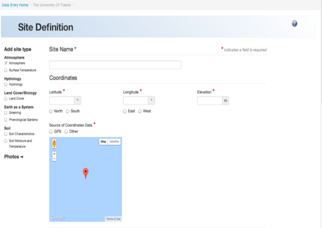 Data Entry Home / The University Of Toledo /
Site Definition
Add site type
Atmosphere
Atmosphere
Surface Temperature
Hydrology
Hydrology
Land Cover/Biology
Land Cover
Earth as a System
Greening
Phenological Gardens
Soil
Soil Characteristics
Soil Moisture and
Temperature
Photos
Site Name *
* indicates a field is required
Coordinates
Latitude *
Longitude *
Elevation *
m
North South
East West
Source of Coordinates Data *
GPS Other
Map
Terms of Use